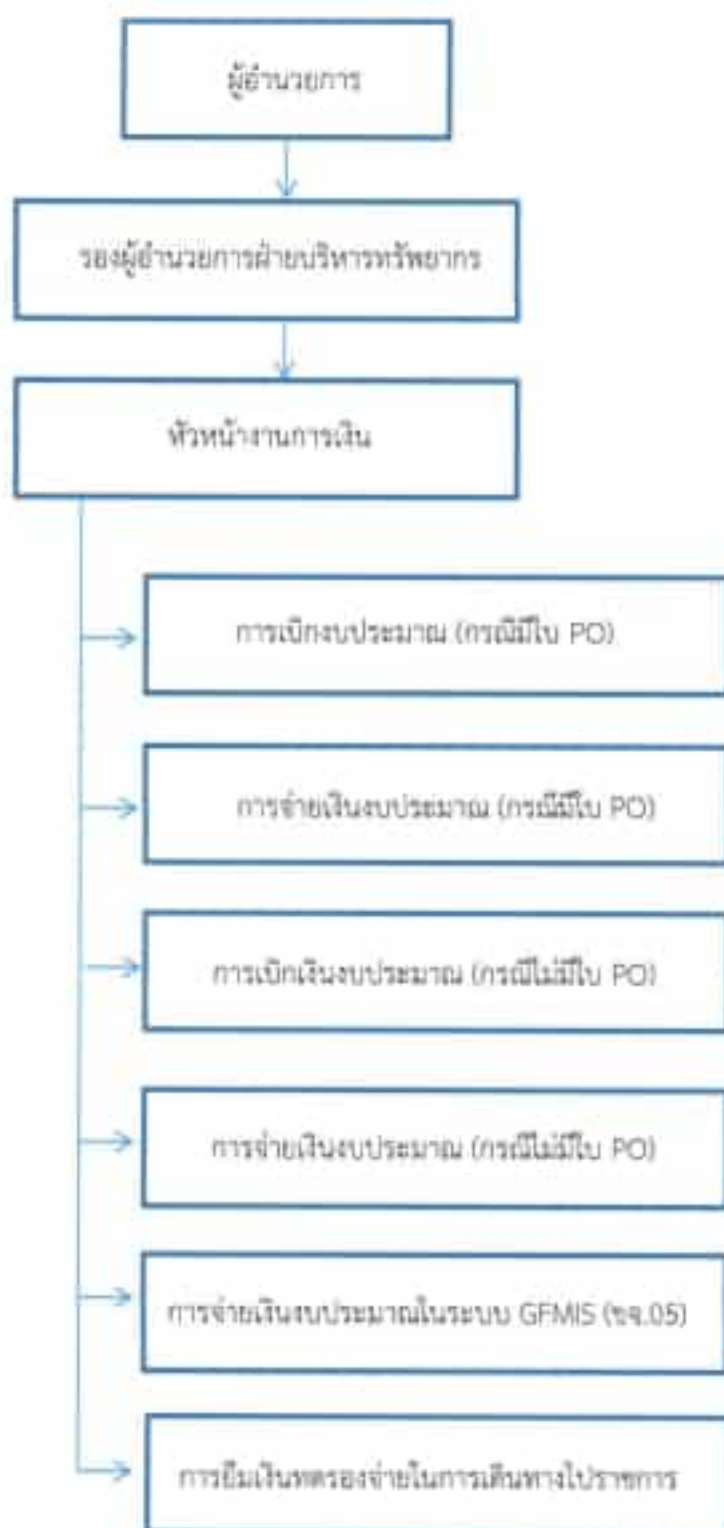 ผู้อำนวยการ
รองผู้อำนวยการฝ่ายบริหารทรัพยากร
หัวหน้างานการเงิน
การเบิกงบประมาณ (กรณีมีใบ PO)
การจ่ายเงินงบประมาณ (กรณีมีใบ PO)
การเบิกเงินงบประมาณ (กรณีไม่มีใบ PO)
การจ่ายเงินงบประมาณ (กรณีไม่มีใบ PO)
การจ่ายเงินงบประมาณในระบบ GFMIS (ขจ.05)
การยืมเงินทดรองจ่ายในการเดินทางไปราชการ